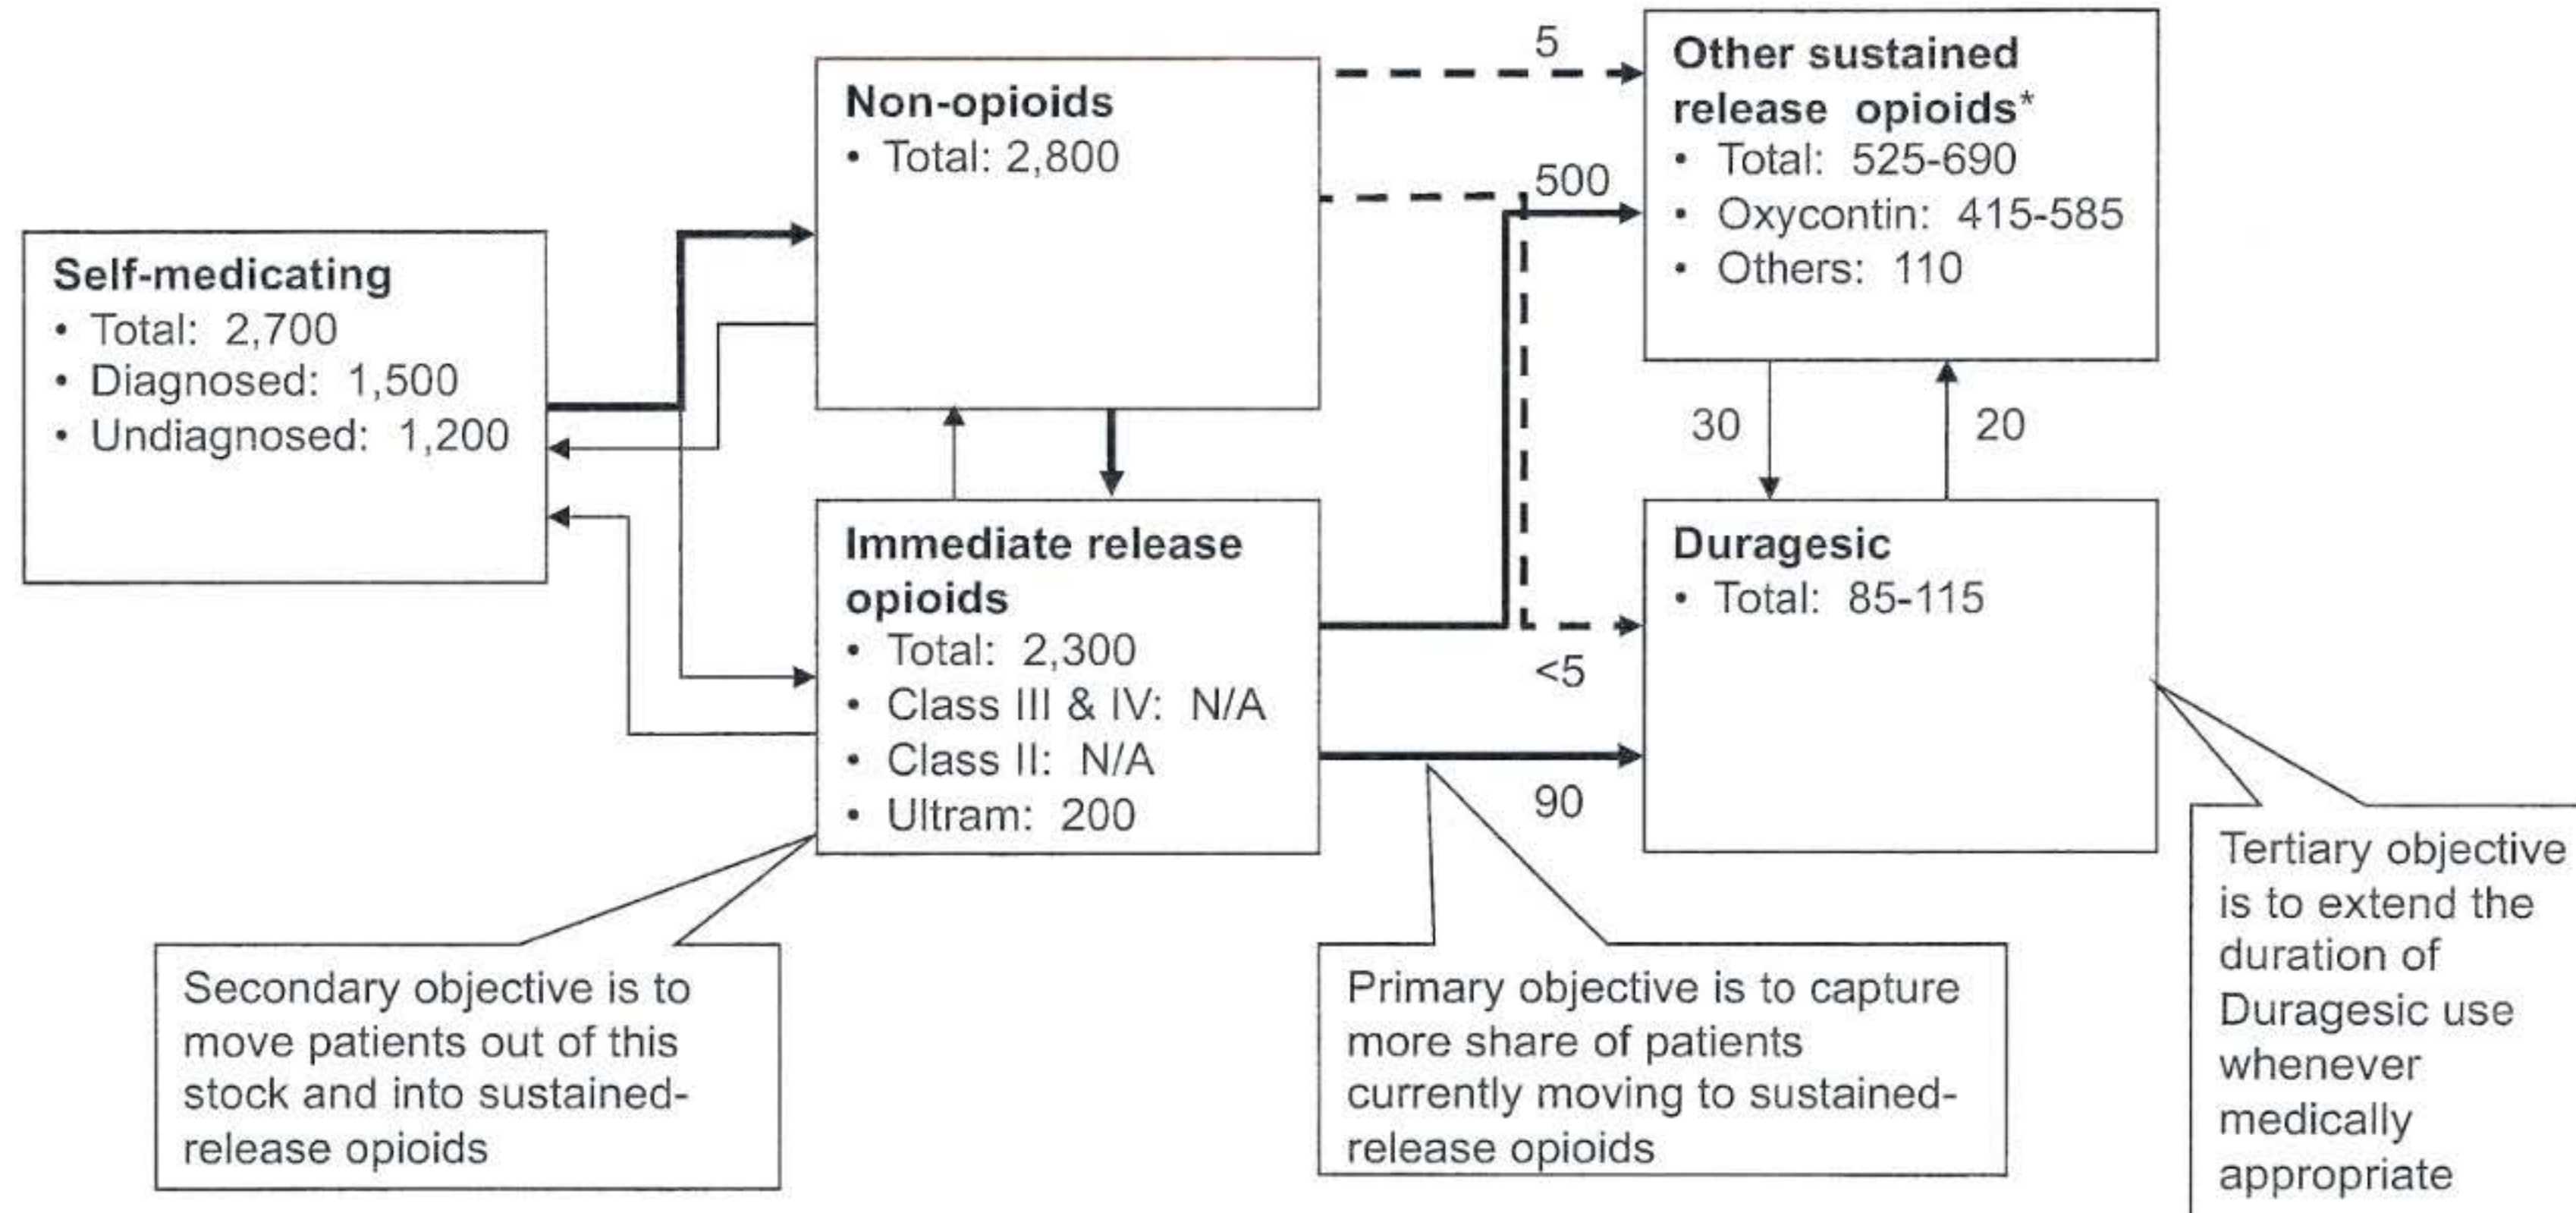 Self-medicating
• Total: 2,700
• Diagnosed: 1,500
• Undiagnosed: 1,200
Non-opioids
• Total: 2,800
Immediate release
opioids
• Total: 2,300
• Class III & IV: N/A
• Class II: N/A
• Ultram: 200
5
500
<5
90
Other sustained
release opioids*
• Total: 525-690
• Oxycontin: 415-585
• Others: 110
30
20
Duragesic
• Total: 85-115
Secondary objective is to
move patients out of this
stock and into sustained-
release opioids
Primary objective is to capture
more share of patients
currently moving to sustained-
release opioids
Tertiary objective
is to extend the
duration of
Duragesic use
whenever
medically
appropriate